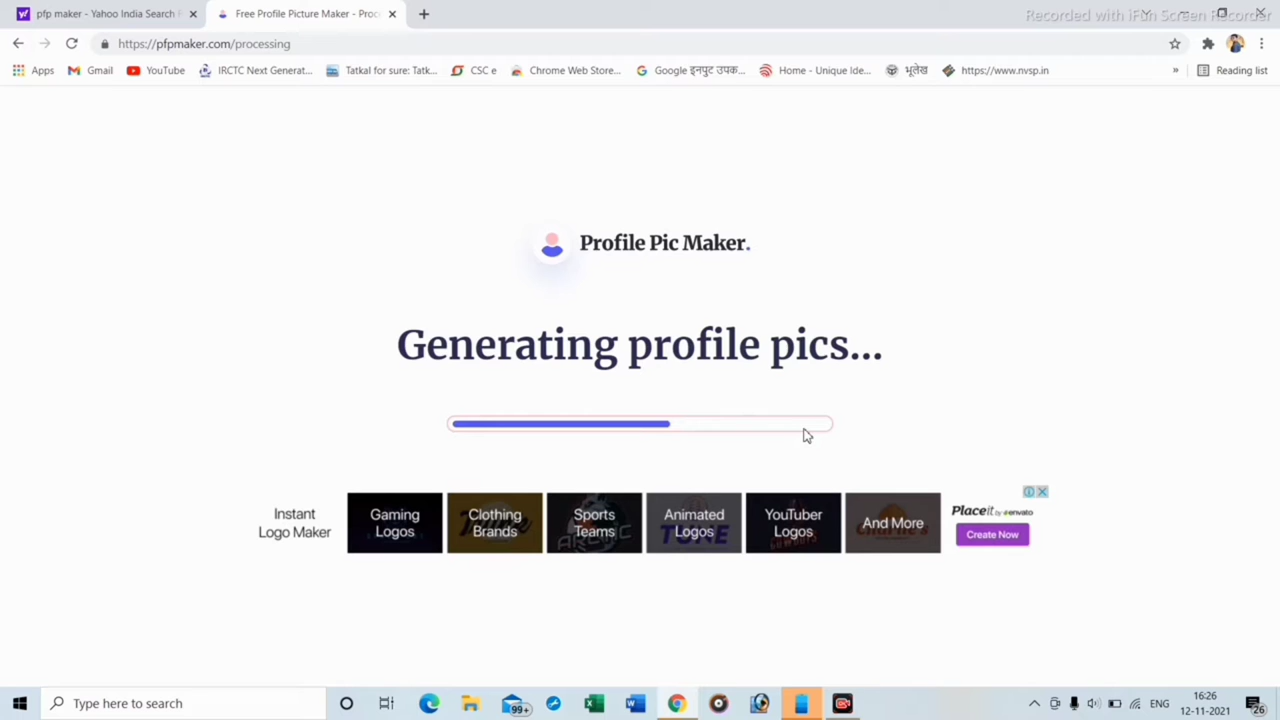 pfp maker - Yahoo India Search R
Free Profile Picture Maker - Proc
Recorded with iFun Screen Recorder
https://pfpmaker.com/processing
Apps
Gmail
YouTube
IRCTC Next Generat...
Tatkal for sure: Tatk...
CSC e
Chrome Web Store...
Google इनपुट उपक...
Home - Unique Ide...
भूलेख
https://www.nvsp.in
»
Reading list
Profile Pic Maker.
Generating profile pics...
Instant
Logo Maker
Gaming
Logos
Clothing
Brands
Sports
Teams
Animated
Logos
YouTuber
Logos
And More
Placeit by envato
Create Now
Type here to search
99+
ENG
16:26
12-11-2021
26